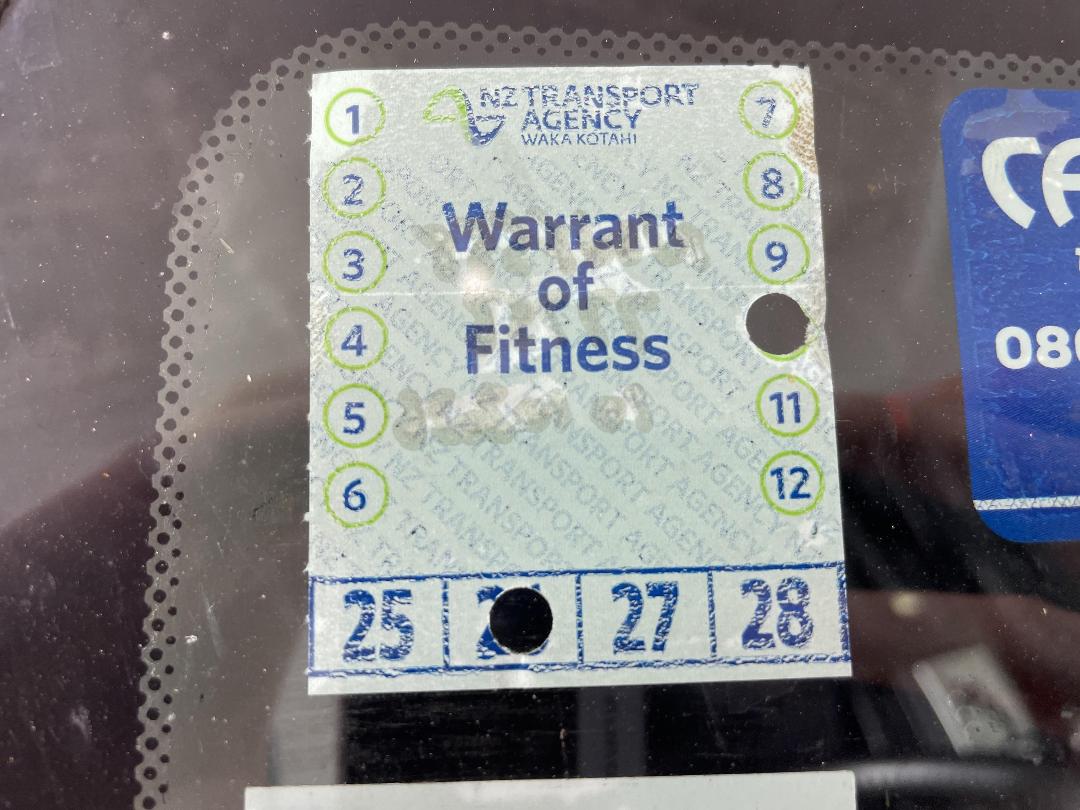 NZ TRANSPORT
AGENCY
WAKA KOTAHI
Warrant
of
Fitness
1
2
3
4
5
6
7
8
9
11
12
25
27
28
080